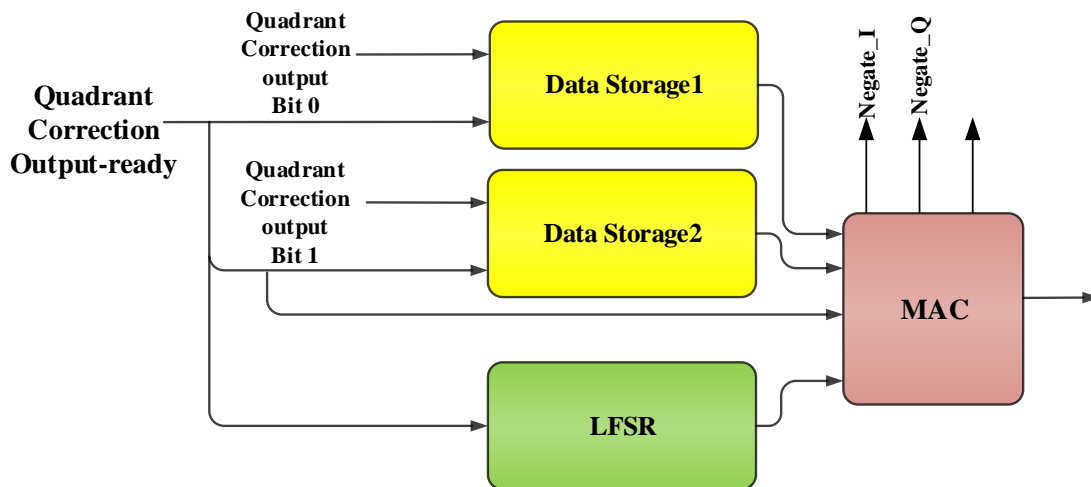 Quadrant
Correction
output
Bit 0
Data Storage1
Negate_I
Negate_Q
Quadrant
Correction
Output-ready
Quadrant
Correction
output
Bit 1
Data Storage2
MAC
LFSR